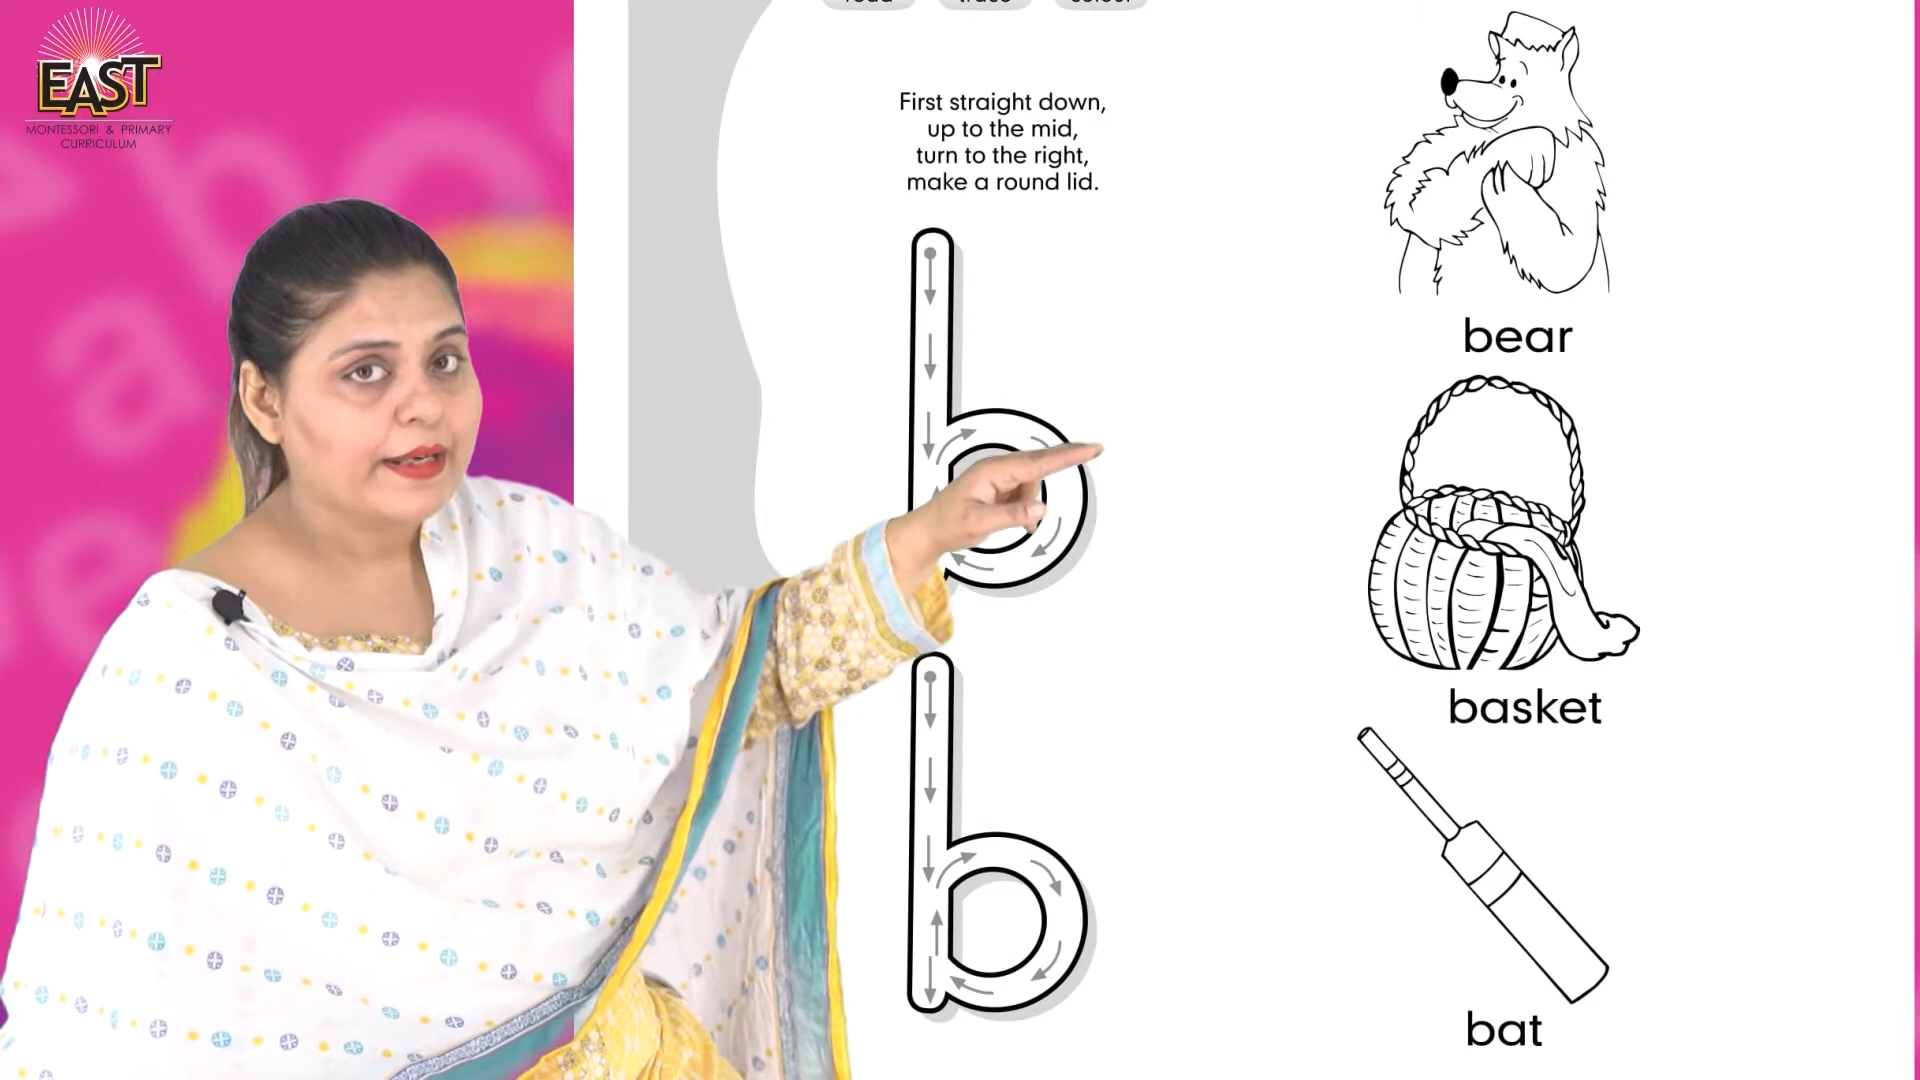 EAST
MONTESSORI & PRIMARY
CURRICULUM
First straight down,
up to the mid,
turn to the right,
make a round lid.
b
b
bear
basket
bat